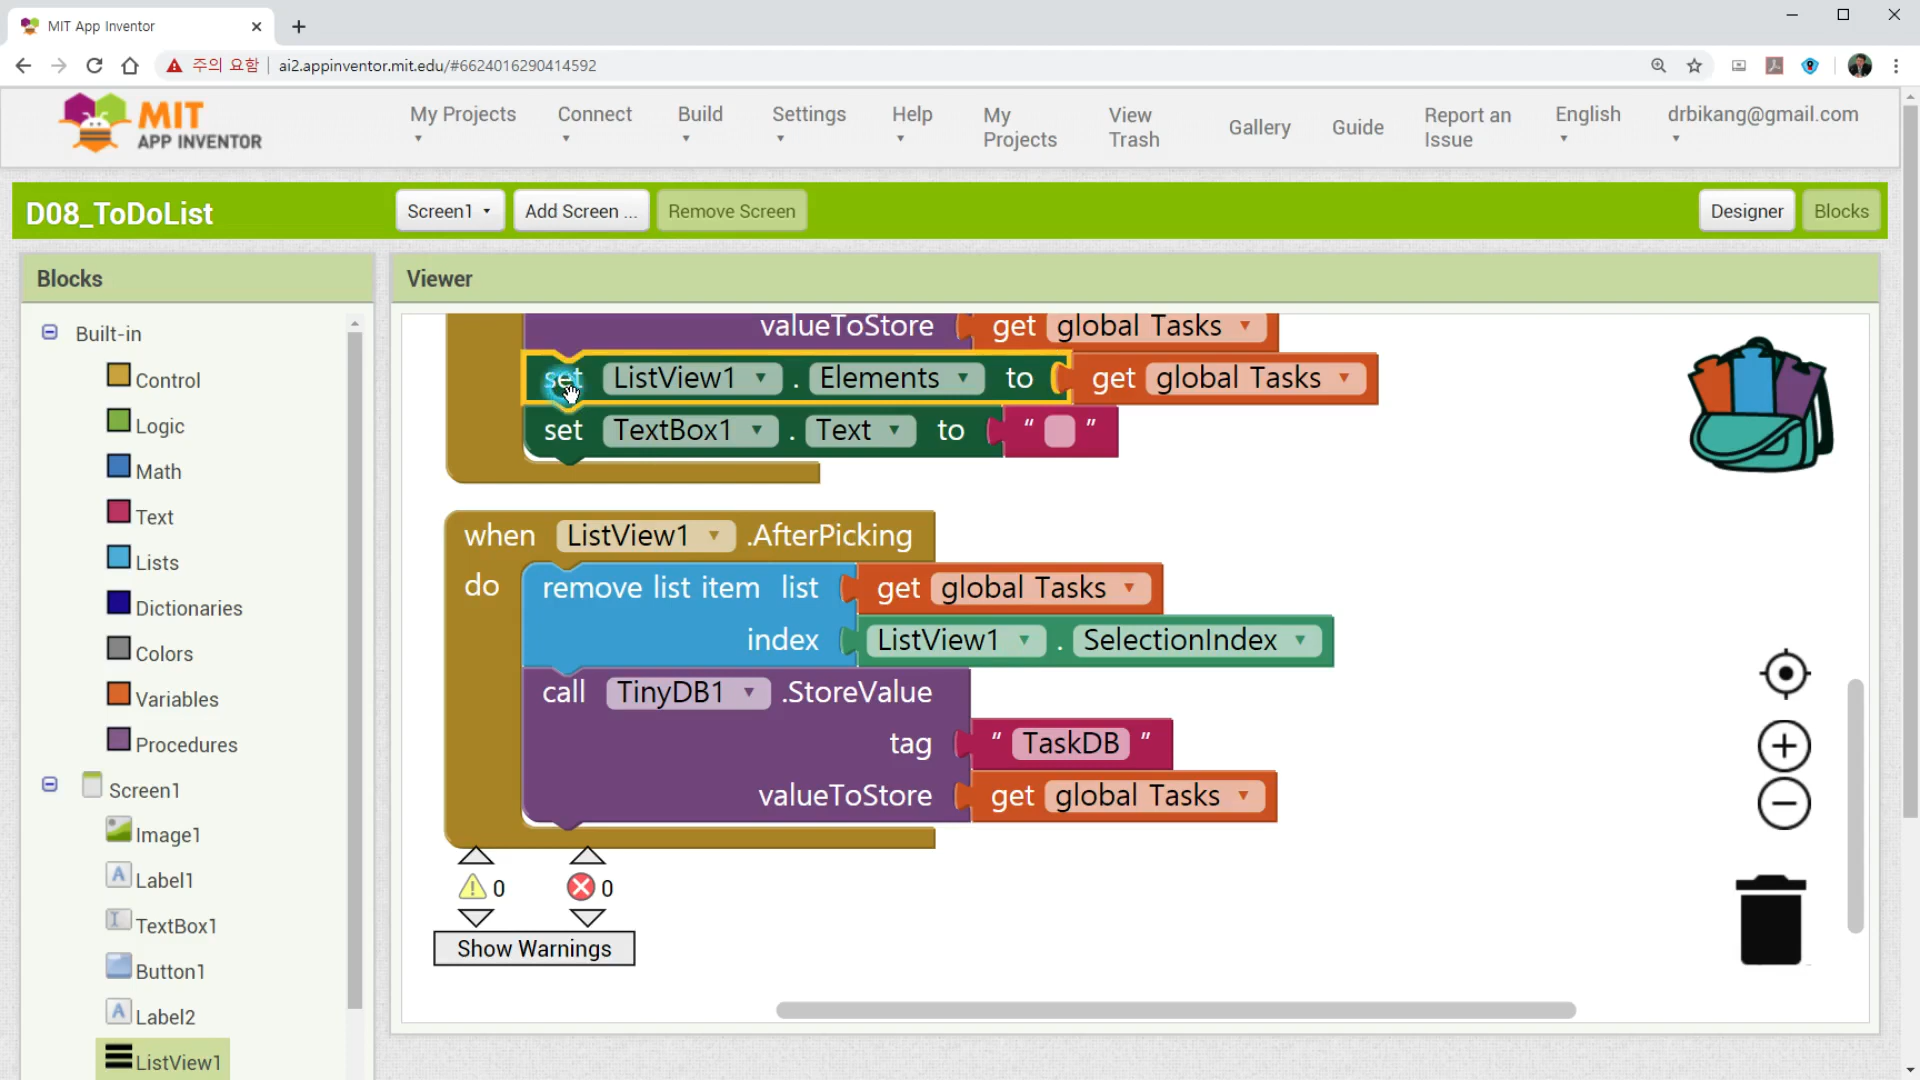 MIT App Inventor
주의 요함 ai2.appinventor.mit.edu/#6624016290414592
MIT APP INVENTOR
My Projects Connect Build Settings Help My Projects View Trash Gallery Guide Report an Issue English drbikang@gmail.com
D08_ToDoList Screen1 Add Screen ... Remove Screen Designer Blocks
Blocks
Viewer
Built-in
Control
Logic
Math
Text
Lists
Dictionaries
Colors
Variables
Procedures
Screen1
Image1
Label1
TextBox1
Button1
Label2
ListView1
valueToStore get global Tasks
set ListView1 . Elements to get global Tasks
set TextBox1 . Text to “ ”
when ListView1 .AfterPicking
do remove list item list get global Tasks
index ListView1 . SelectionIndex
call TinyDB1 .StoreValue
tag “ TaskDB ”
valueToStore get global Tasks
0 0
Show Warnings